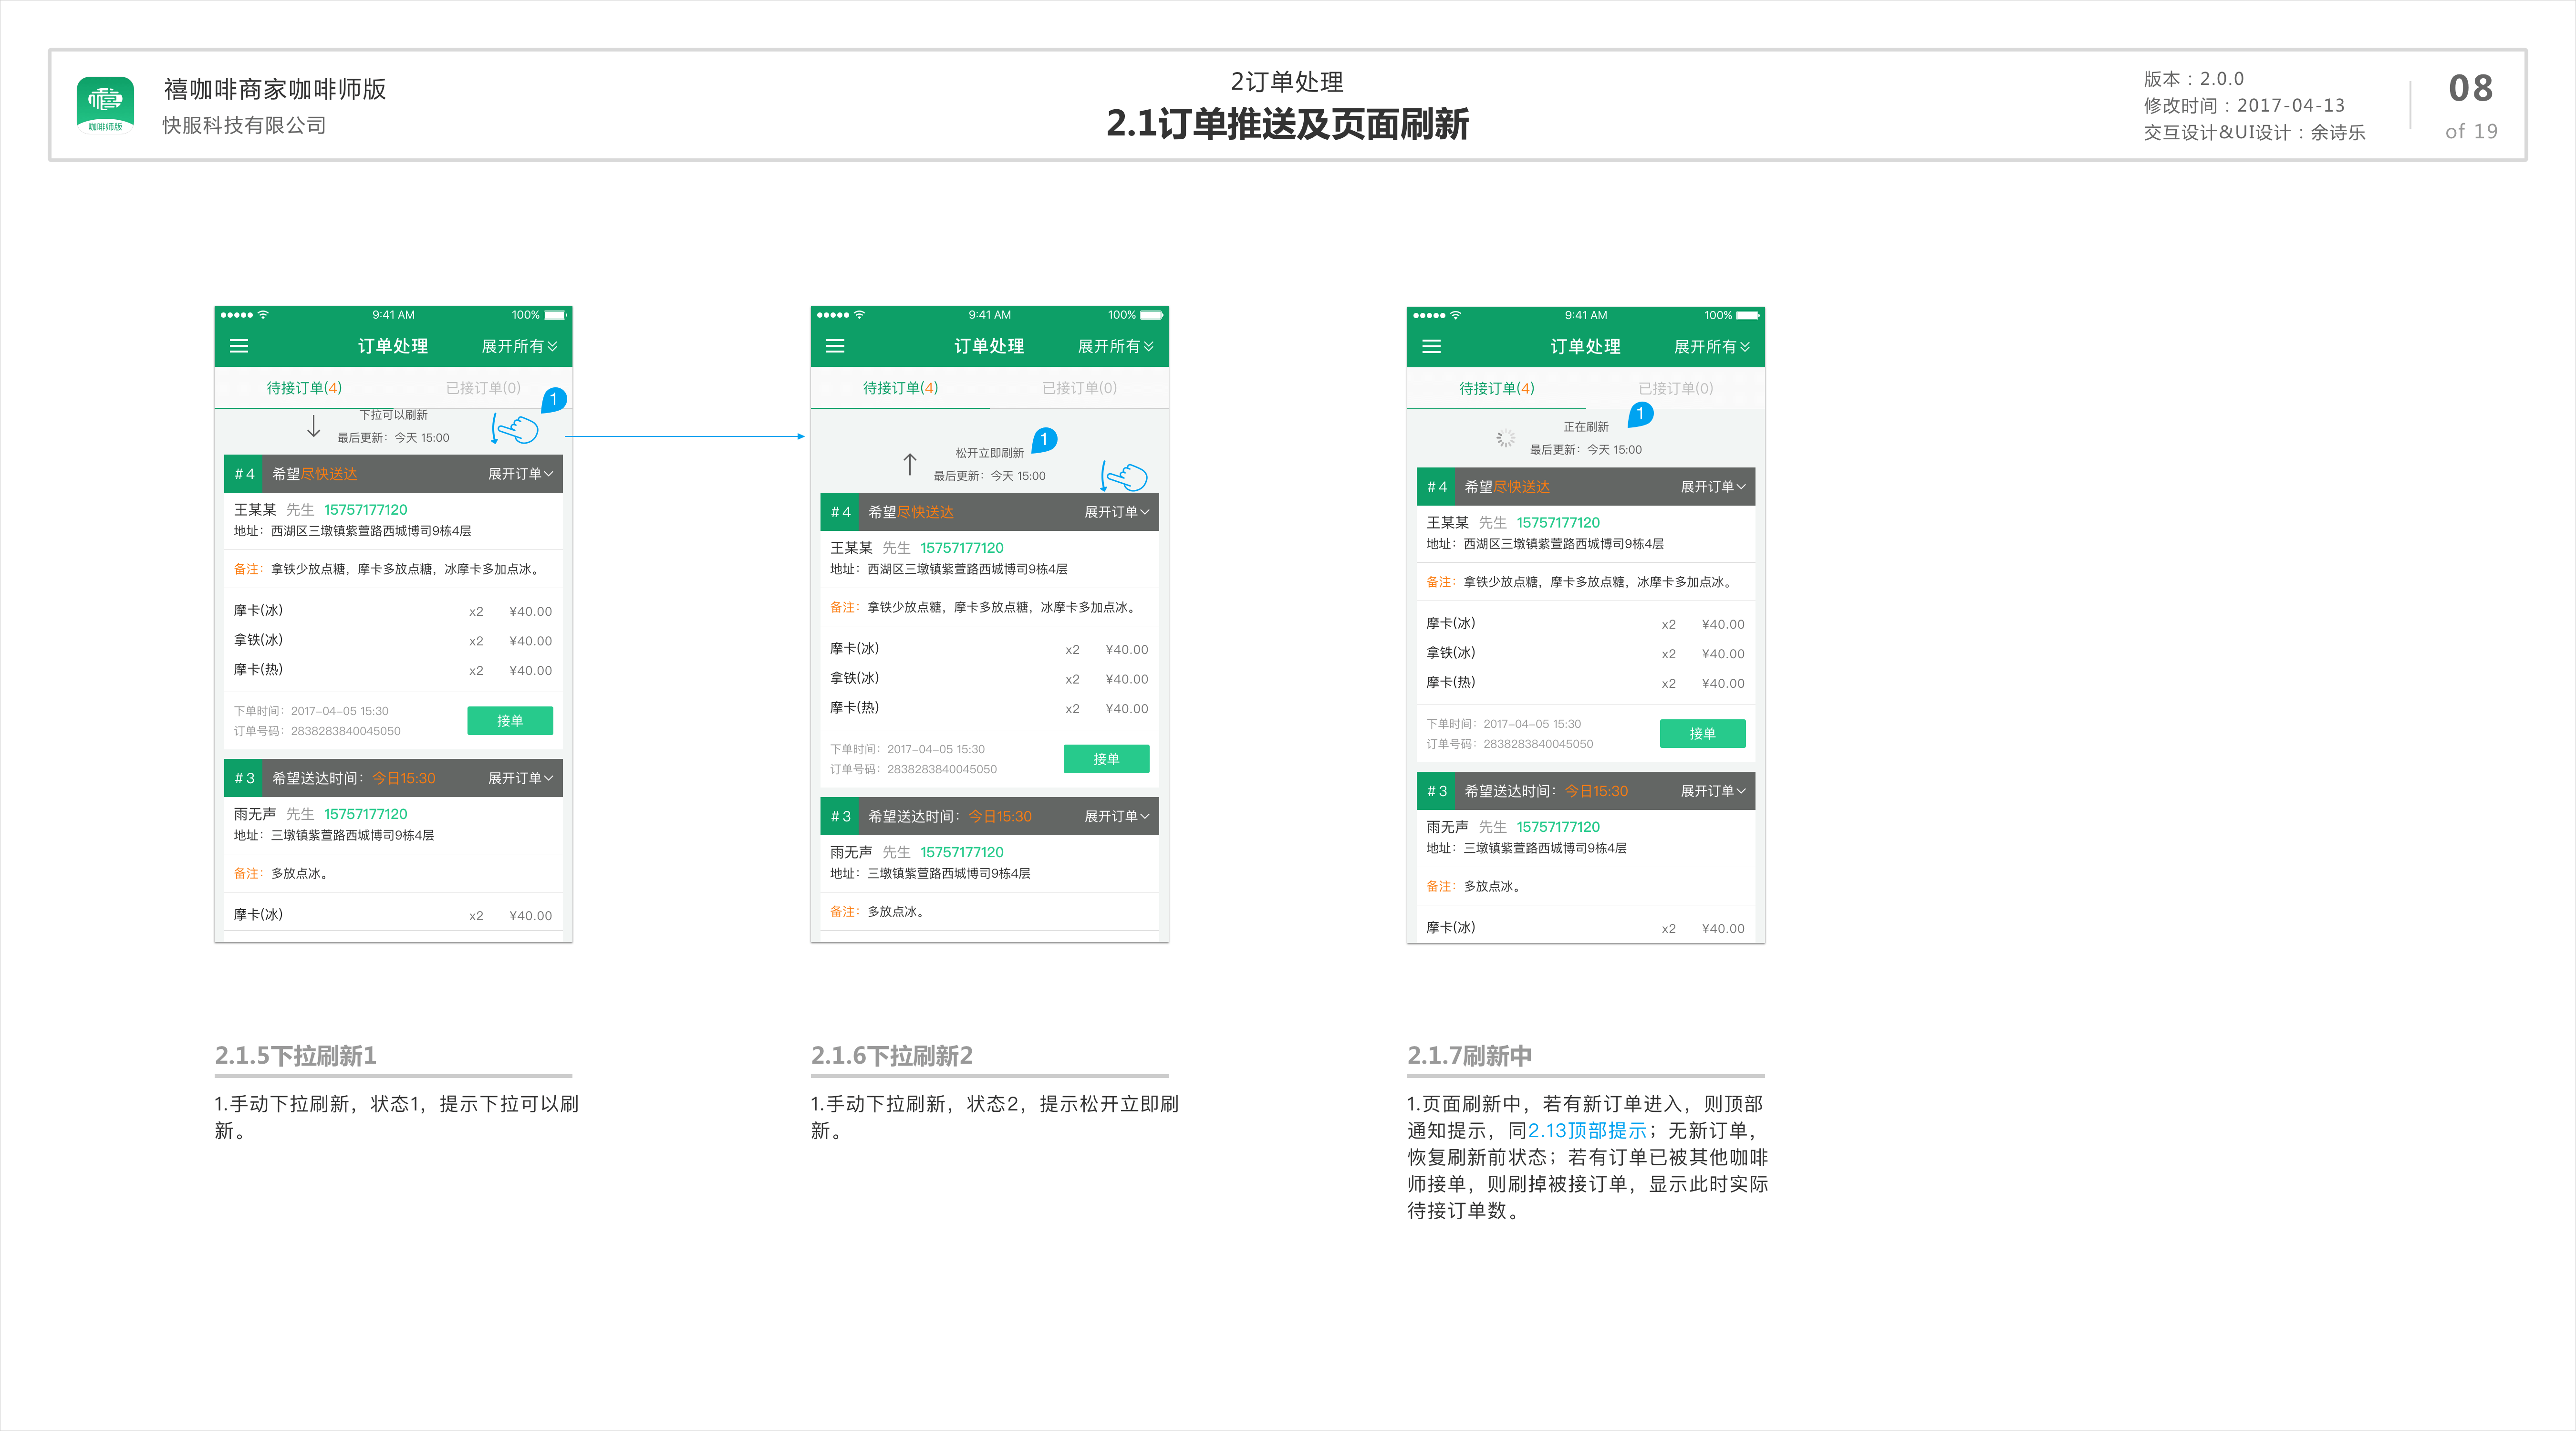 咖啡师版
禧咖啡商家咖啡师版
快服科技有限公司
2订单处理
2.1订单推送及页面刷新
版本：2.0.0
修改时间：2017-04-13
交互设计&UI设计：余诗乐
08
of 19
9:41 AM 100%
订单处理 展开所有
待接订单(4) 已接订单(0)
1
下拉可以刷新
最后更新：今天 15:00
#4 希望尽快送达 展开订单
王某某 先生 15757177120
地址：西湖区三墩镇紫萱路西城博司9栋4层
备注：拿铁少放点糖，摩卡多放点糖，冰摩卡多加点冰。
摩卡(冰) x2 ¥40.00
拿铁(冰) x2 ¥40.00
摩卡(热) x2 ¥40.00
下单时间：2017-04-05 15:30
订单号码：2838283840045050
接单
#3 希望送达时间：今日15:30 展开订单
雨无声 先生 15757177120
地址：三墩镇紫萱路西城博司9栋4层
备注：多放点冰。
摩卡(冰) x2 ¥40.00
2.1.5下拉刷新1
1.手动下拉刷新，状态1，提示下拉可以刷
新。
9:41 AM 100%
订单处理 展开所有
待接订单(4) 已接订单(0)
1
松开立即刷新
最后更新：今天 15:00
#4 希望尽快送达 展开订单
王某某 先生 15757177120
地址：西湖区三墩镇紫萱路西城博司9栋4层
备注：拿铁少放点糖，摩卡多放点糖，冰摩卡多加点冰。
摩卡(冰) x2 ¥40.00
拿铁(冰) x2 ¥40.00
摩卡(热) x2 ¥40.00
下单时间：2017-04-05 15:30
订单号码：2838283840045050
接单
#3 希望送达时间：今日15:30 展开订单
雨无声 先生 15757177120
地址：三墩镇紫萱路西城博司9栋4层
备注：多放点冰。
2.1.6下拉刷新2
1.手动下拉刷新，状态2，提示松开立即刷
新。
9:41 AM 100%
订单处理 展开所有
待接订单(4) 已接订单(0)
1
正在刷新
最后更新：今天 15:00
#4 希望尽快送达 展开订单
王某某 先生 15757177120
地址：西湖区三墩镇紫萱路西城博司9栋4层
备注：拿铁少放点糖，摩卡多放点糖，冰摩卡多加点冰。
摩卡(冰) x2 ¥40.00
拿铁(冰) x2 ¥40.00
摩卡(热) x2 ¥40.00
下单时间：2017-04-05 15:30
订单号码：2838283840045050
接单
#3 希望送达时间：今日15:30 展开订单
雨无声 先生 15757177120
地址：三墩镇紫萱路西城博司9栋4层
备注：多放点冰。
摩卡(冰) x2 ¥40.00
2.1.7刷新中
1.页面刷新中，若有新订单进入，则顶部
通知提示，同2.13顶部提示；无新订单，
恢复刷新前状态；若有订单已被其他咖啡
师接单，则刷掉被接订单，显示此时实际
待接订单数。